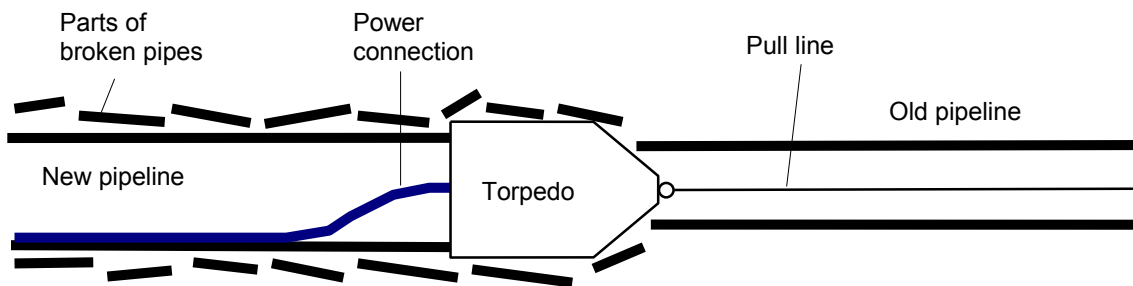 Parts of
broken pipes
Power
connection
Pull line
Old pipeline
New pipeline
Torpedo